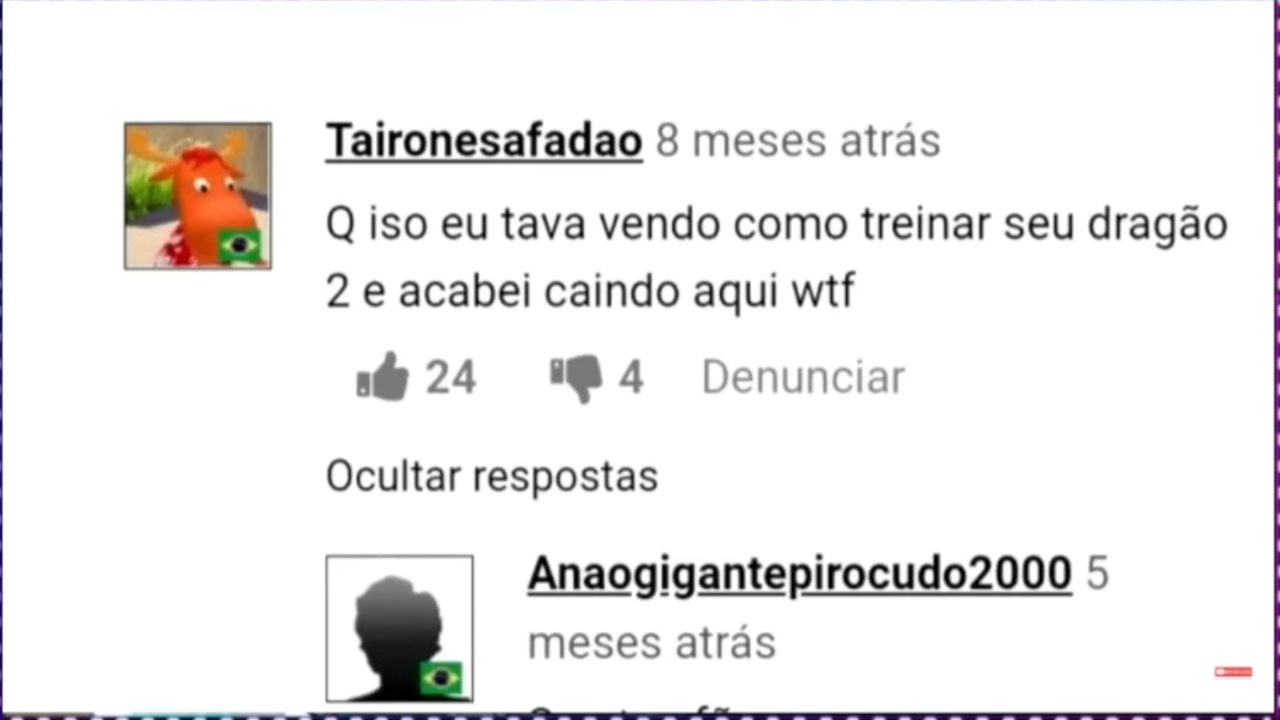 Taironesafadao 8 meses atrás
Q iso eu tava vendo como treinar seu dragão
2 e acabei caindo aqui wtf
24 4 Denunciar
Ocultar respostas
Anaogigantepirocudo2000 5
meses atrás